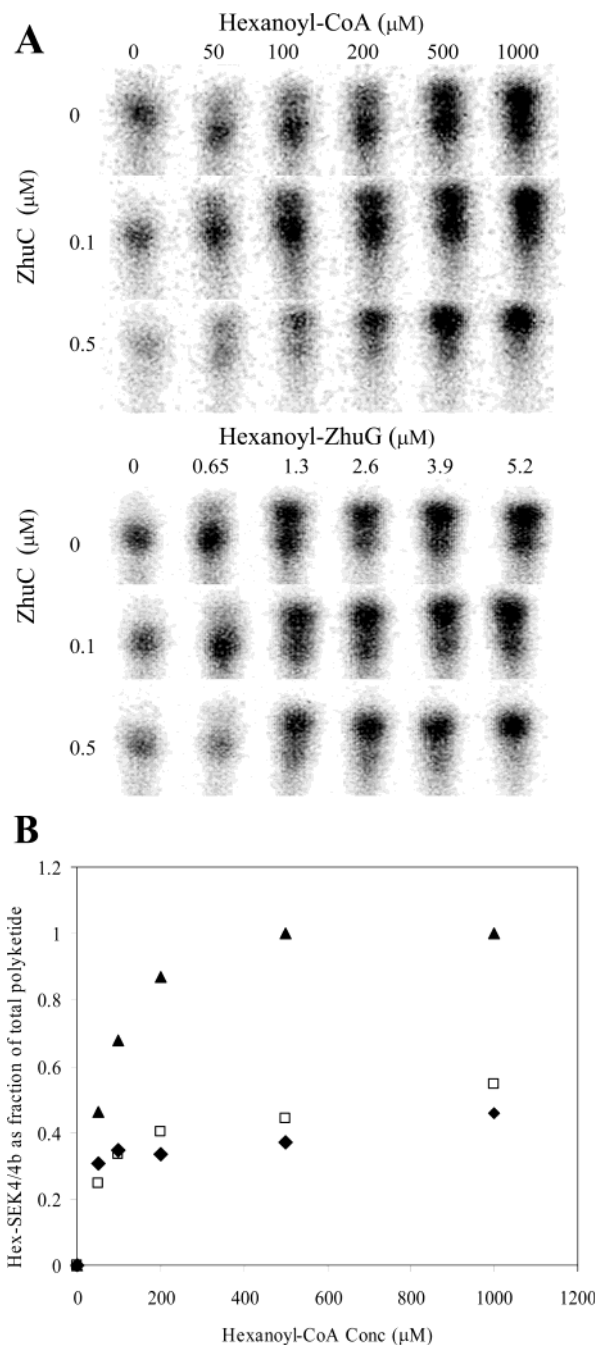 A
Hexanoyl-CoA (μM)
0 50 100 200 500 1000
ZhuC (μM)
0
0.1
0.5
Hexanoyl-ZhuG (μM)
0 0.65 1.3 2.6 3.9 5.2
ZhuC (μM)
0
0.1
0.5
B
Hex-SEK4/4b as fraction of total polyketide
1.2
1
0.8
0.6
0.4
0.2
0
0 200 400 600 800 1000 1200
Hexanoyl-CoA Conc (μM)